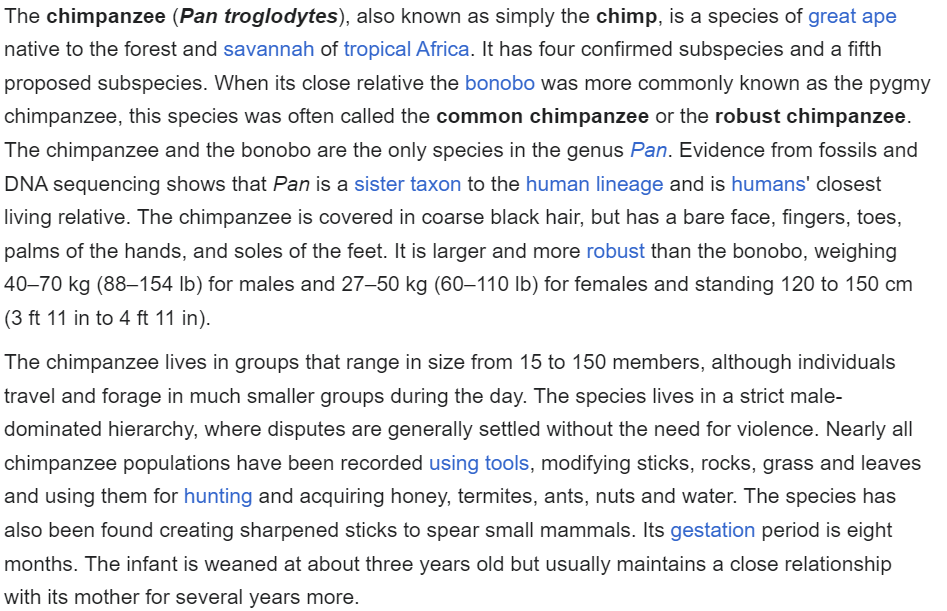 The chimpanzee (Pan troglodytes), also known as simply the chimp, is a species of great ape
native to the forest and savannah of tropical Africa. It has four confirmed subspecies and a fifth
proposed subspecies. When its close relative the bonobo was more commonly known as the pygmy
chimpanzee, this species was often called the common chimpanzee or the robust chimpanzee.
The chimpanzee and the bonobo are the only species in the genus Pan. Evidence from fossils and
DNA sequencing shows that Pan is a sister taxon to the human lineage and is humans' closest
living relative. The chimpanzee is covered in coarse black hair, but has a bare face, fingers, toes,
palms of the hands, and soles of the feet. It is larger and more robust than the bonobo, weighing
40–70 kg (88–154 lb) for males and 27–50 kg (60–110 lb) for females and standing 120 to 150 cm
(3 ft 11 in to 4 ft 11 in).
The chimpanzee lives in groups that range in size from 15 to 150 members, although individuals
travel and forage in much smaller groups during the day. The species lives in a strict male-
dominated hierarchy, where disputes are generally settled without the need for violence. Nearly all
chimpanzee populations have been recorded using tools, modifying sticks, rocks, grass and leaves
and using them for hunting and acquiring honey, termites, ants, nuts and water. The species has
also been found creating sharpened sticks to spear small mammals. Its gestation period is eight
months. The infant is weaned at about three years old but usually maintains a close relationship
with its mother for several years more.